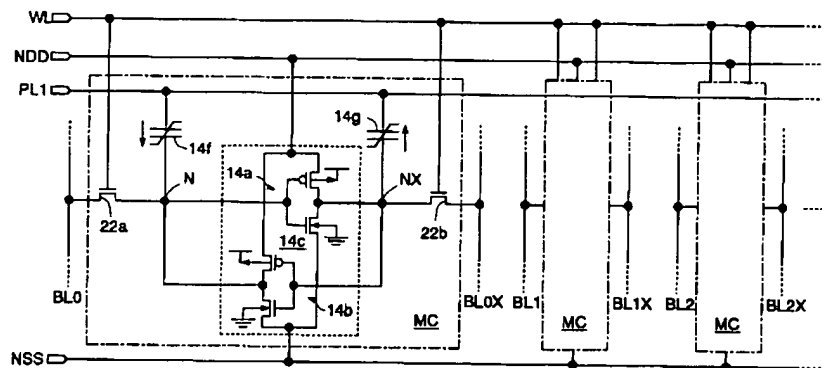 WL
NDD
PL1
14f
14g
14a
N
NX
22a
14c
22b
14b
BL0
MC
BL0X
BL1
MC
BL1X
BL2
MC
BL2X
NSS